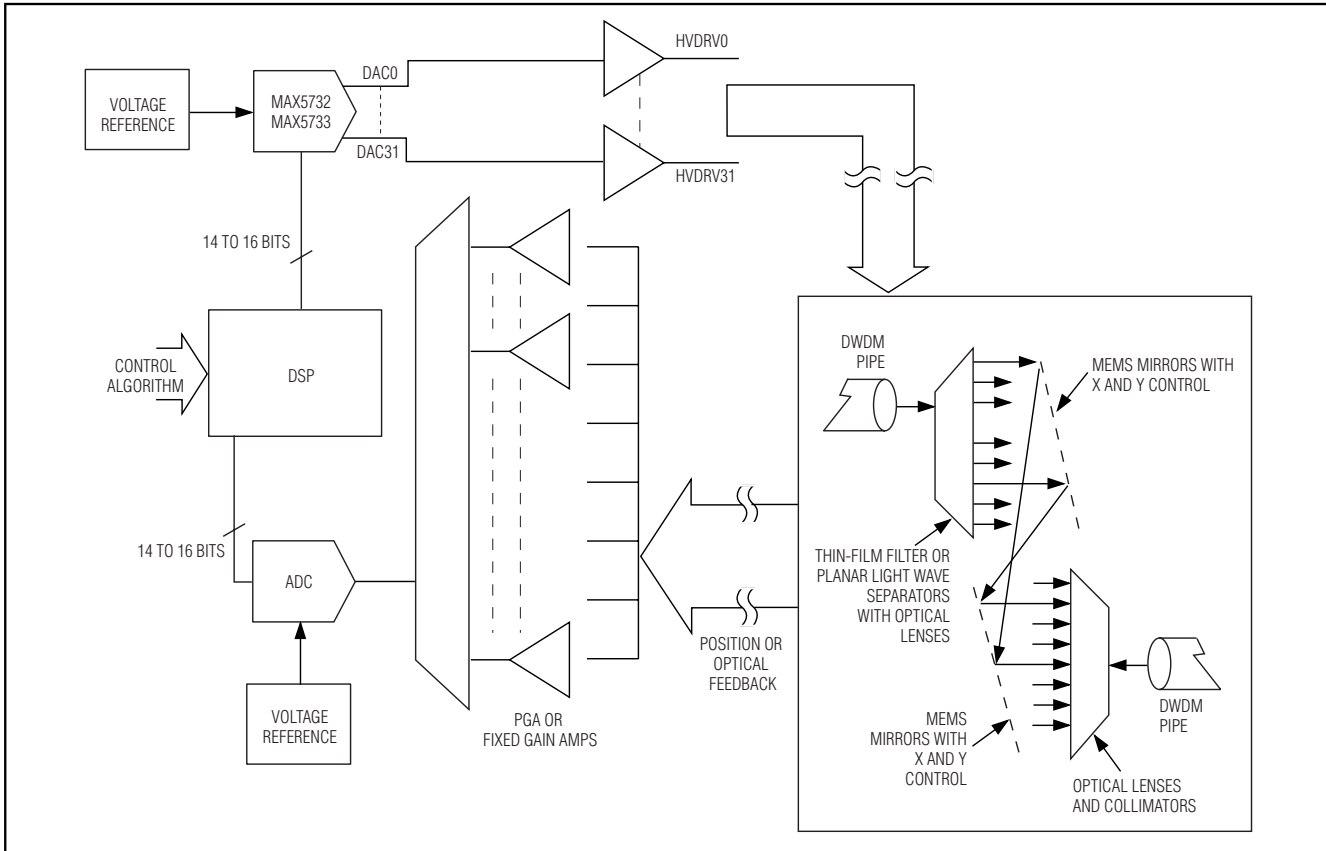 VOLTAGE
REFERENCE
MAX5732
MAX5733
DAC0
DAC31
HVDRV0
HVDRV31
14 TO 16 BITS
CONTROL
ALGORITHM
DSP
14 TO 16 BITS
ADC
VOLTAGE
REFERENCE
PGA OR
FIXED GAIN AMPS
POSITION OR
OPTICAL
FEEDBACK
DWDM
PIPE
MEMS MIRRORS WITH
X AND Y CONTROL
THIN-FILM FILTER OR
PLANAR LIGHT WAVE
SEPARATORS
WITH OPTICAL
LENSES
MEMS
MIRRORS WITH
X AND Y
CONTROL
DWDM
PIPE
OPTICAL LENSES
AND COLLIMATORS